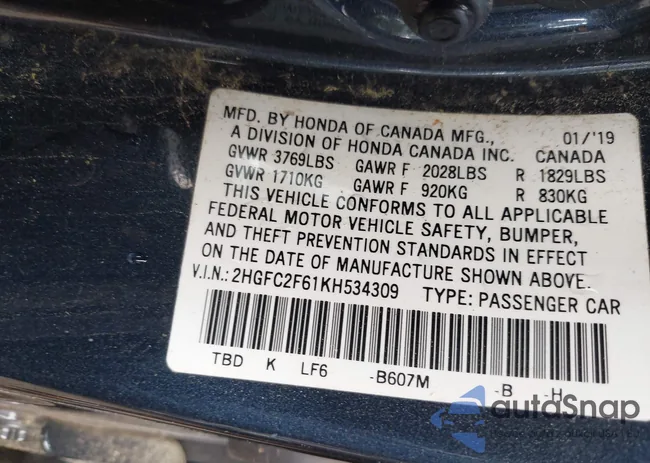 MFD. BY HONDA OF CANADA MFG., 01/'19
A DIVISION OF HONDA CANADA INC. CANADA
GVWR 3769LBS GAWR F 2028LBS R 1829LBS
GVWR 1710KG GAWR F 920KG R 830KG
THIS VEHICLE CONFORMS TO ALL APPLICABLE
FEDERAL MOTOR VEHICLE SAFETY, BUMPER,
AND THEFT PREVENTION STANDARDS IN EFFECT
ON THE DATE OF MANUFACTURE SHOWN ABOVE.
V.I.N.: 2HGFC2F61KH534309 TYPE: PASSENGER CAR
TBD K LF6 -B607M -B -H
autoSnap